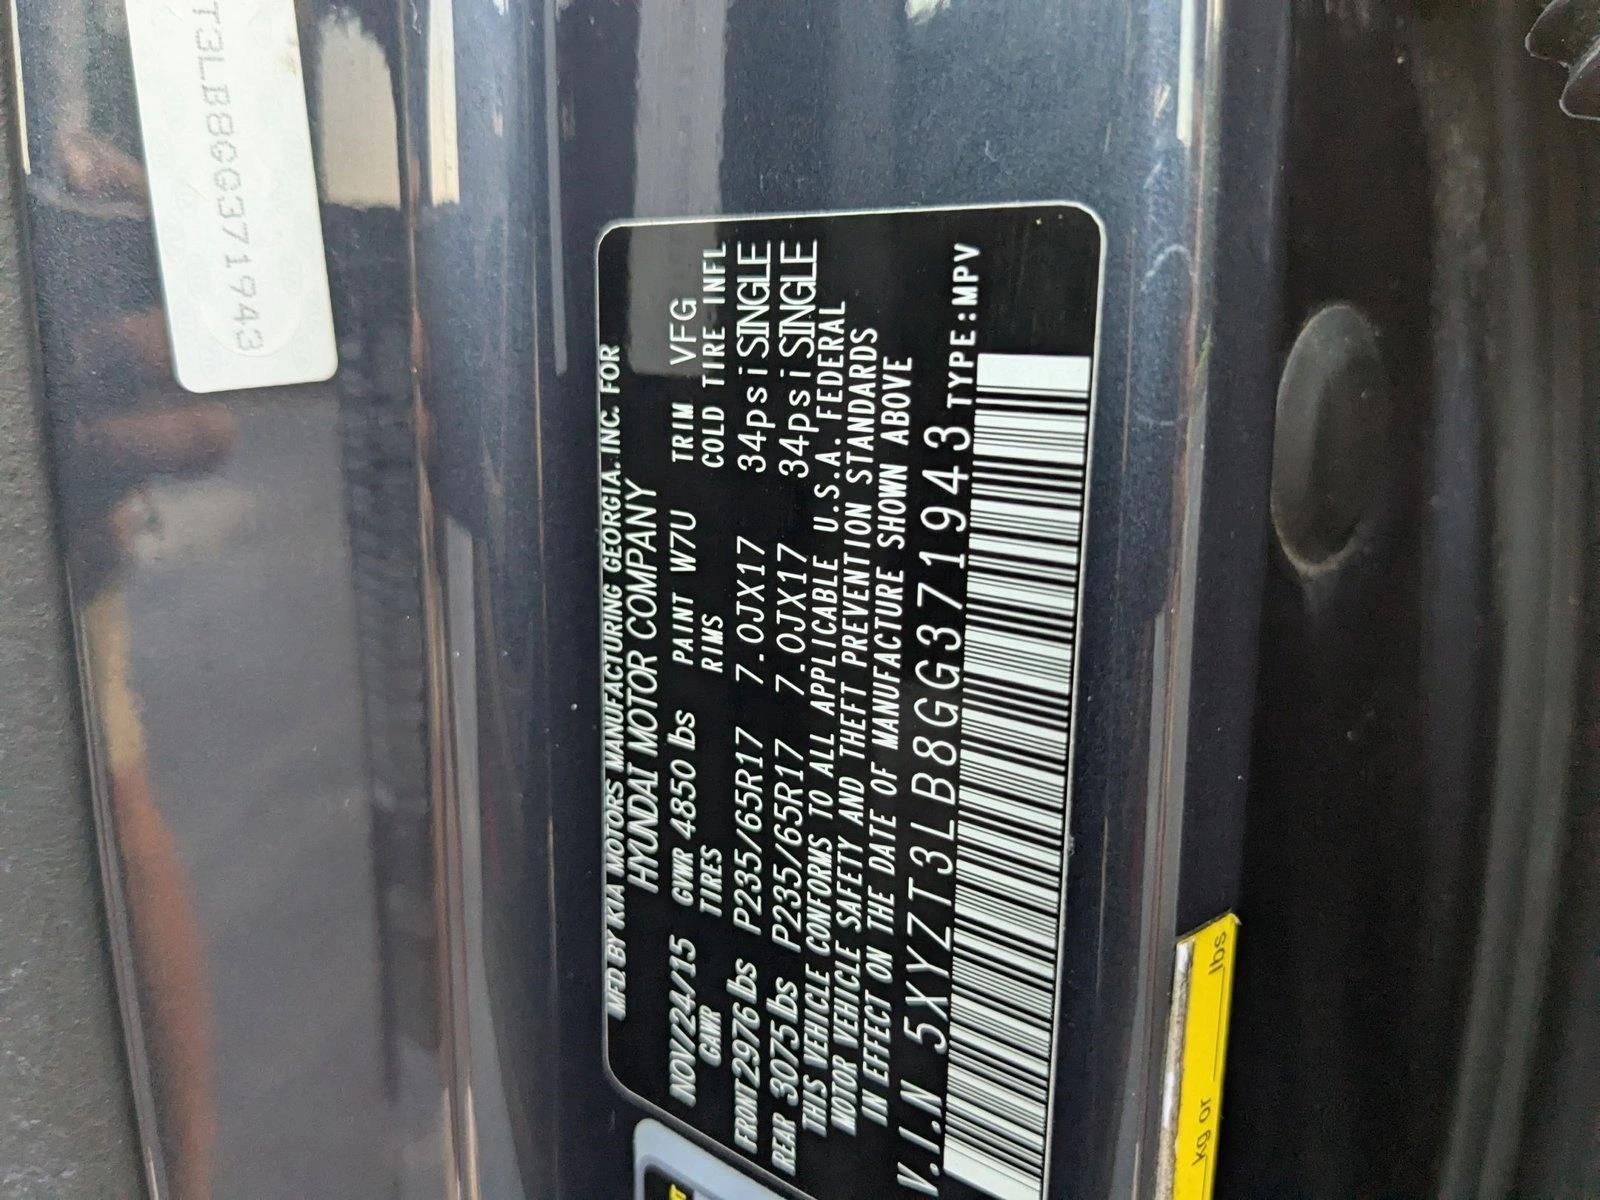 T3LB8GG371943
MFD BY KIA MOTORS MANUFACTURING GEORGIA. INC. FOR
HYUNDAI MOTOR COMPANY
NOV/24/15 GVWR 4850 lbs PAINT W7U TRIM VFG
GAWR TIRES RIMS COLD TIRE INFL
FRONT 2976 lbs P235/65R17 7.0JX17 34psi SINGLE
REAR 3075 lbs P235/65R17 7.0JX17 34psi SINGLE
THIS VEHICLE CONFORMS TO ALL APPLICABLE U.S.A. FEDERAL
MOTOR VEHICLE SAFETY AND THEFT PREVENTION STANDARDS
IN EFFECT ON THE DATE OF MANUFACTURE SHOWN ABOVE
V.I.N 5XYZT3LB8GG371943 TYPE:MPV
kg or lbs